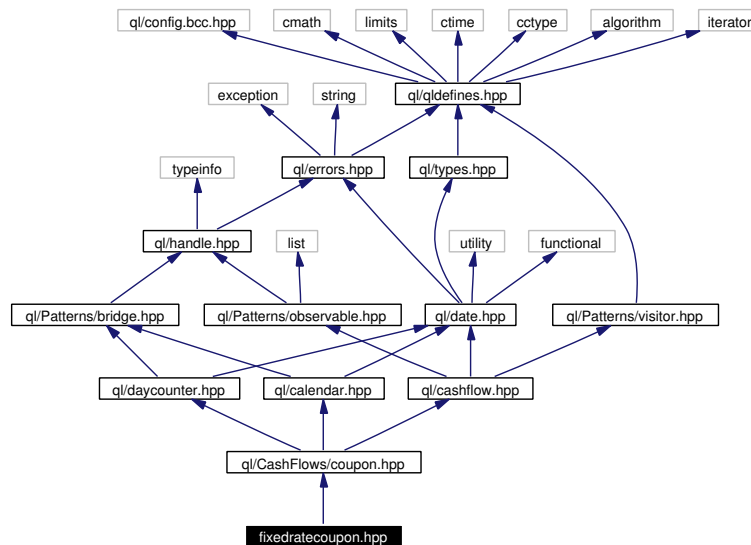 ql/config.bcc.hpp cmath limits ctime cctype algorithm iterator
exception string ql/qldefines.hpp
typeinfo ql/errors.hpp ql/types.hpp
ql/handle.hpp list utility functional
ql/Patterns/bridge.hpp ql/Patterns/observable.hpp ql/date.hpp ql/Patterns/visitor.hpp
ql/daycounter.hpp ql/calendar.hpp ql/cashflow.hpp
ql/CashFlows/coupon.hpp
fixedratecoupon.hpp